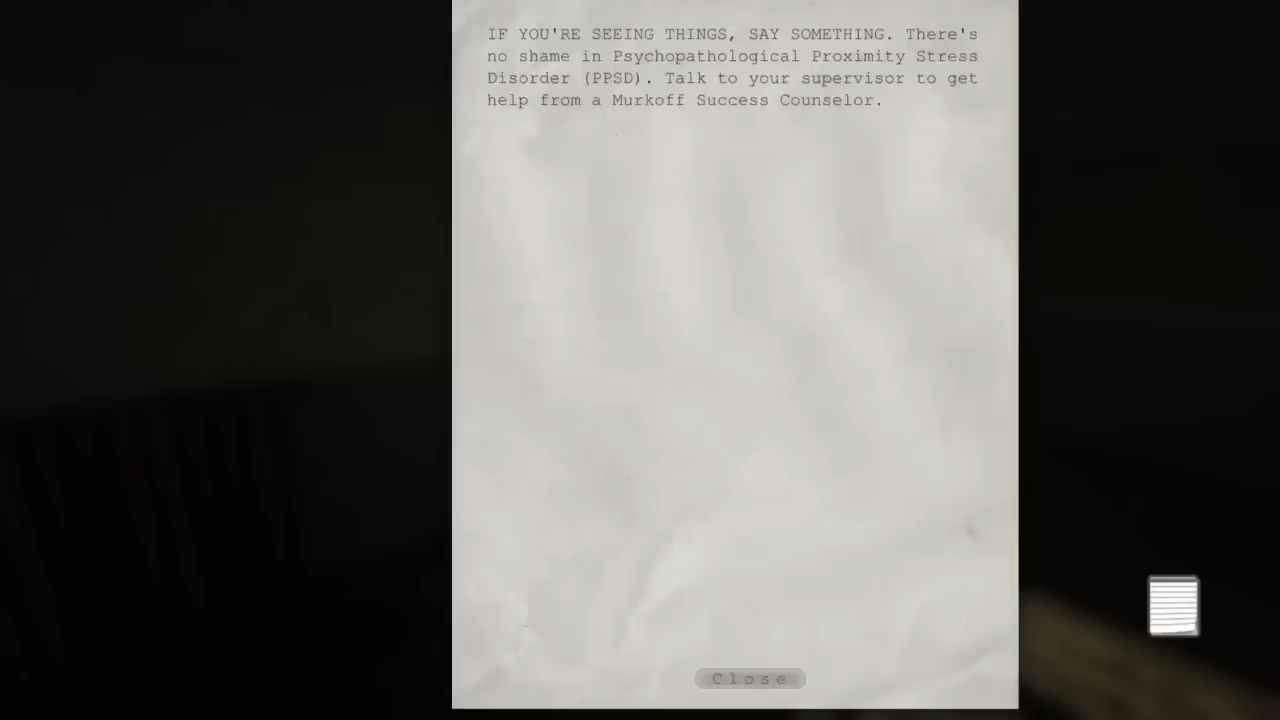 IF YOU'RE SEEING THINGS, SAY SOMETHING. There's
no shame in Psychopathological Proximity Stress
Disorder (PPSD). Talk to your supervisor to get
help from a Murkoff Success Counselor.
Close